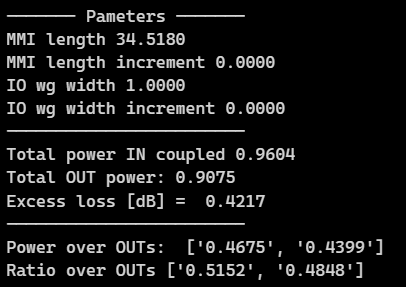 ─────── Pameters ───────
MMI length 34.5180
MMI length increment 0.0000
IO wg width 1.0000
IO wg width increment 0.0000
────────────────────────
Total power IN coupled 0.9604
Total OUT power: 0.9075
Excess loss [dB] =  0.4217
────────────────────────
Power over OUTs:  ['0.4675', '0.4399']
Ratio over OUTs ['0.5152', '0.4848']